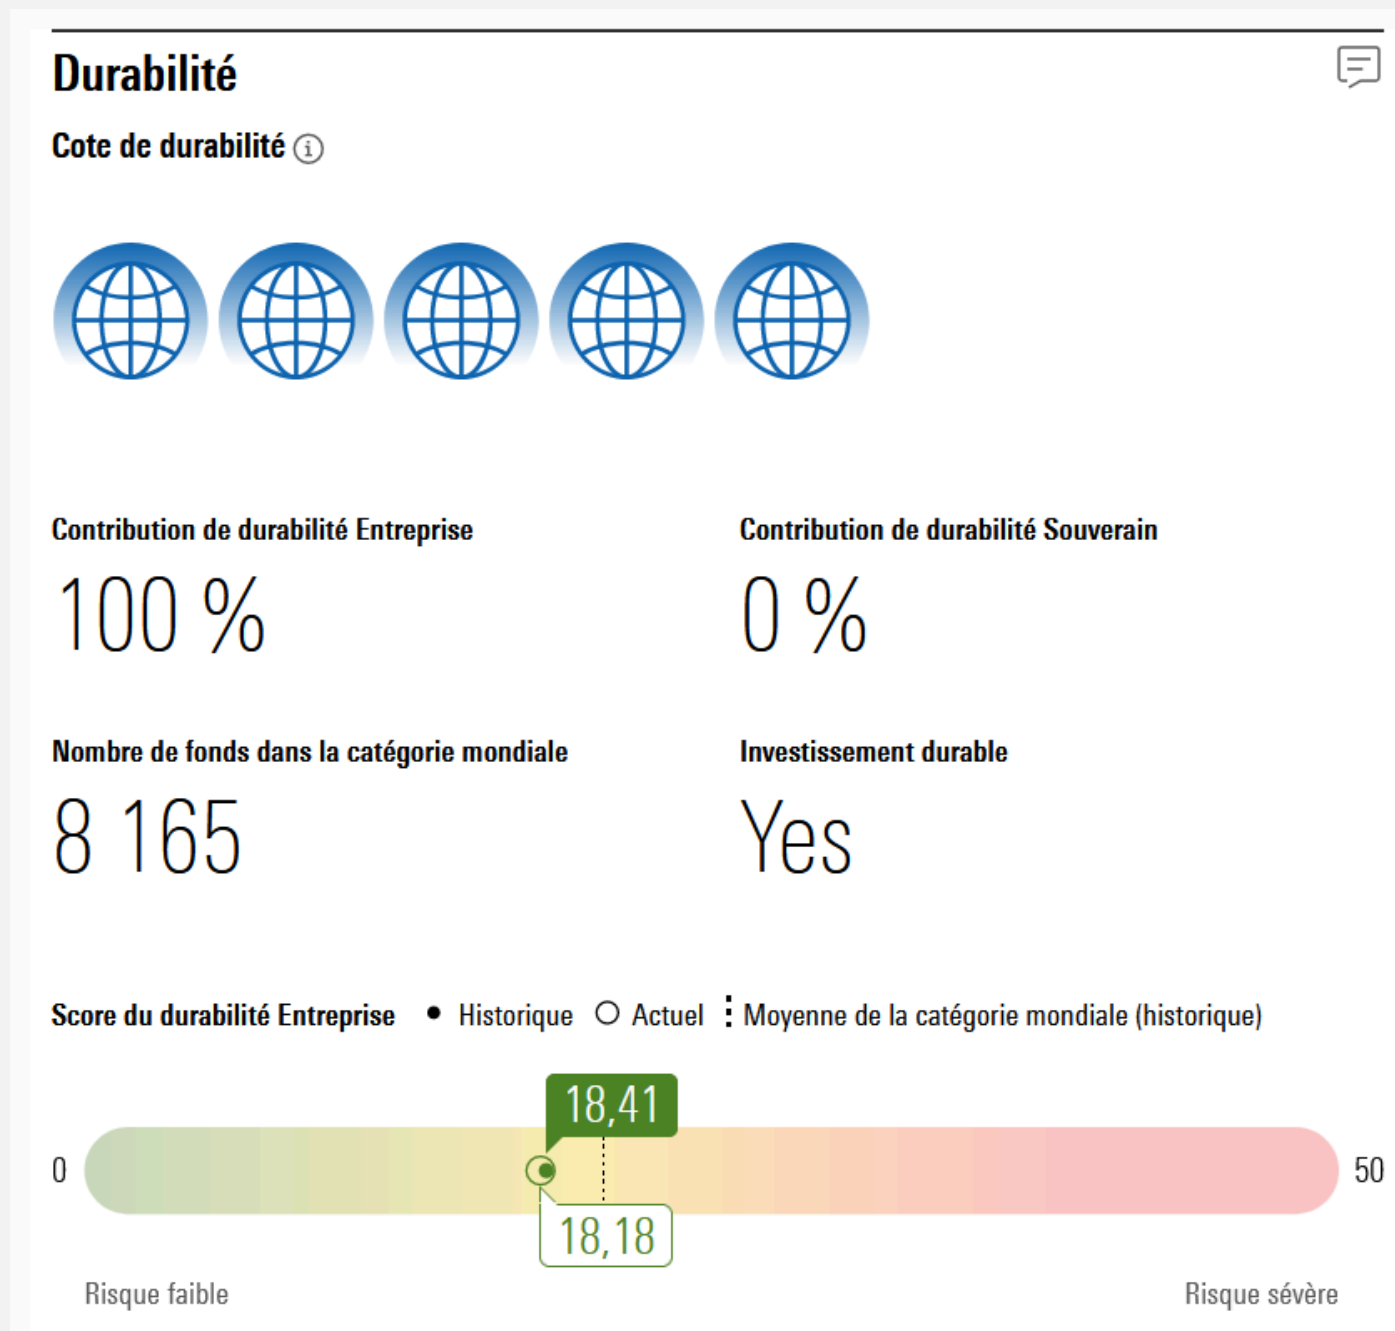 Durabilité
Cote de durabilité
Contribution de durabilité Entreprise
100 %
Contribution de durabilité Souverain
0 %
Nombre de fonds dans la catégorie mondiale
8 165
Investissement durable
Yes
Score du durabilité Entreprise Historique Actuel Moyenne de la catégorie mondiale (historique)
18,41
0 50
18,18
Risque faible Risque sévère